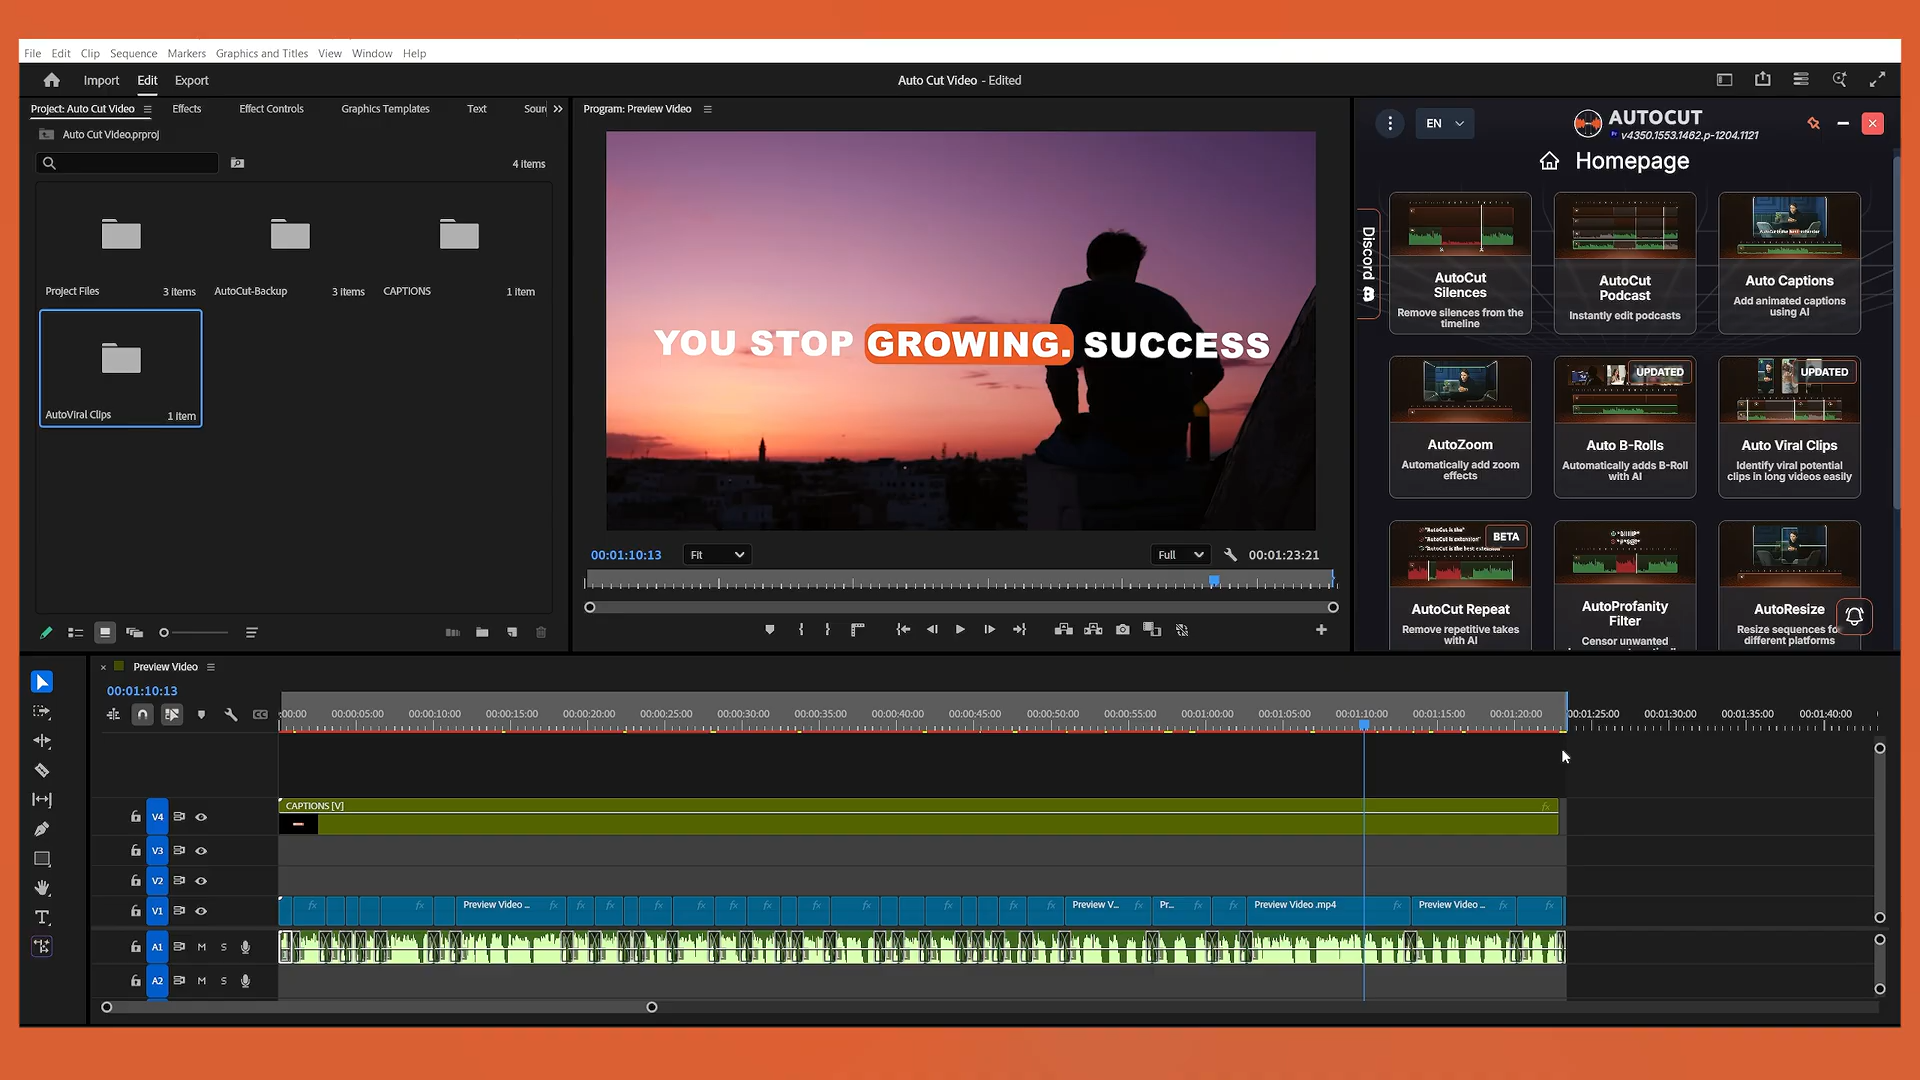 File Edit Clip Sequence Markers Graphics and Titles View Window Help
Import Edit Export
Auto Cut Video - Edited
Project: Auto Cut Video
Effects
Effect Controls
Graphics Templates
Text
Auto Cut Video.prproj
4 items
Project Files 3 items
AutoCut-Backup 3 items
CAPTIONS 1 item
AutoViral Clips 1 item
Program: Preview Video
YOU STOP GROWING. SUCCESS
00:01:10:13
Fit
Full
00:01:23:21
EN
AUTOCUT
v4350.1553.1462.p-1204.1121
Homepage
Discord
AutoCut
Silences
Remove silences from the
timeline
AutoCut
Podcast
Instantly edit podcasts
Auto Captions
Add animated captions
using AI
AutoZoom
Automatically add zoom
effects
UPDATED
Auto B-Rolls
Automatically adds B-Roll
with AI
UPDATED
Auto Viral Clips
Identify viral potential
clips in long videos easily
BETA
AutoCut Repeat
Remove repetitive takes
with AI
AutoProfanity
Filter
Censor unwanted
AutoResize
Resize sequences fo
different platforms
Preview Video
00:01:10:13
:00:00 00:00:05:00 00:00:10:00 00:00:15:00 00:00:20:00 00:00:25:00 00:00:30:00 00:00:35:00 00:00:40:00 00:00:45:00 00:00:50:00 00:00:55:00 00:01:00:00 00:01:05:00 00:01:10:00 00:01:15:00 00:01:20:00 00:01:25:00 00:01:30:00 00:01:35:00 00:01:40:00
CAPTIONS [V] fx
V4
V3
V2
V1
Preview Video ... Preview V... Pr... Preview Video .mp4 Preview Video ...
A1 M S
A2 M S